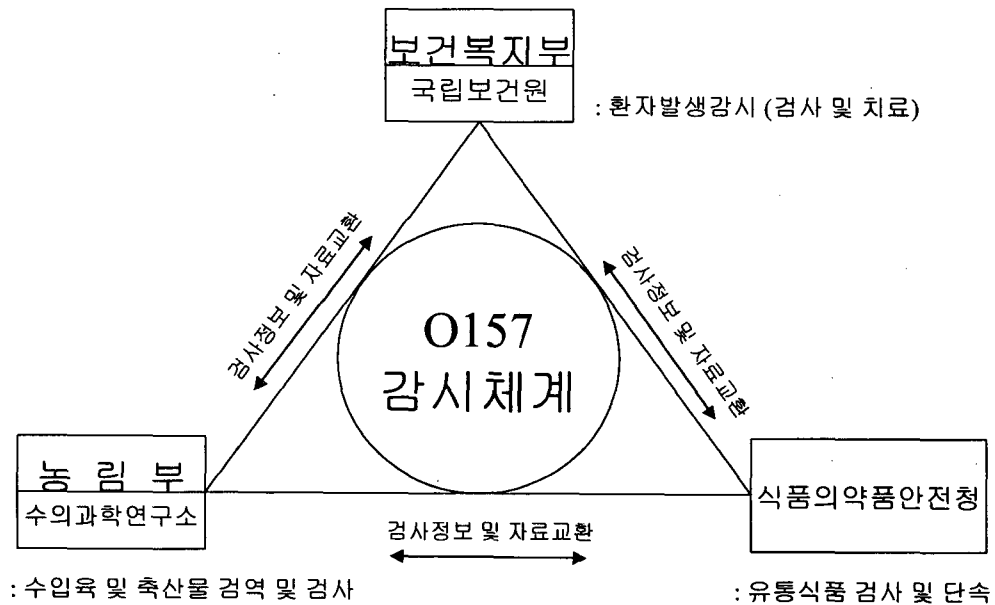 보건복지부
국립보건원
: 환자발생감시 (검사 및 치료)
검사정보 및 자료교환
검사정보 및 자료교환
O157
감시체계
농 림 부
수의과학연구소
식품의약품안전청
검사정보 및 자료교환
: 수입육 및 축산물 검역 및 검사
: 유통식품 검사 및 단속